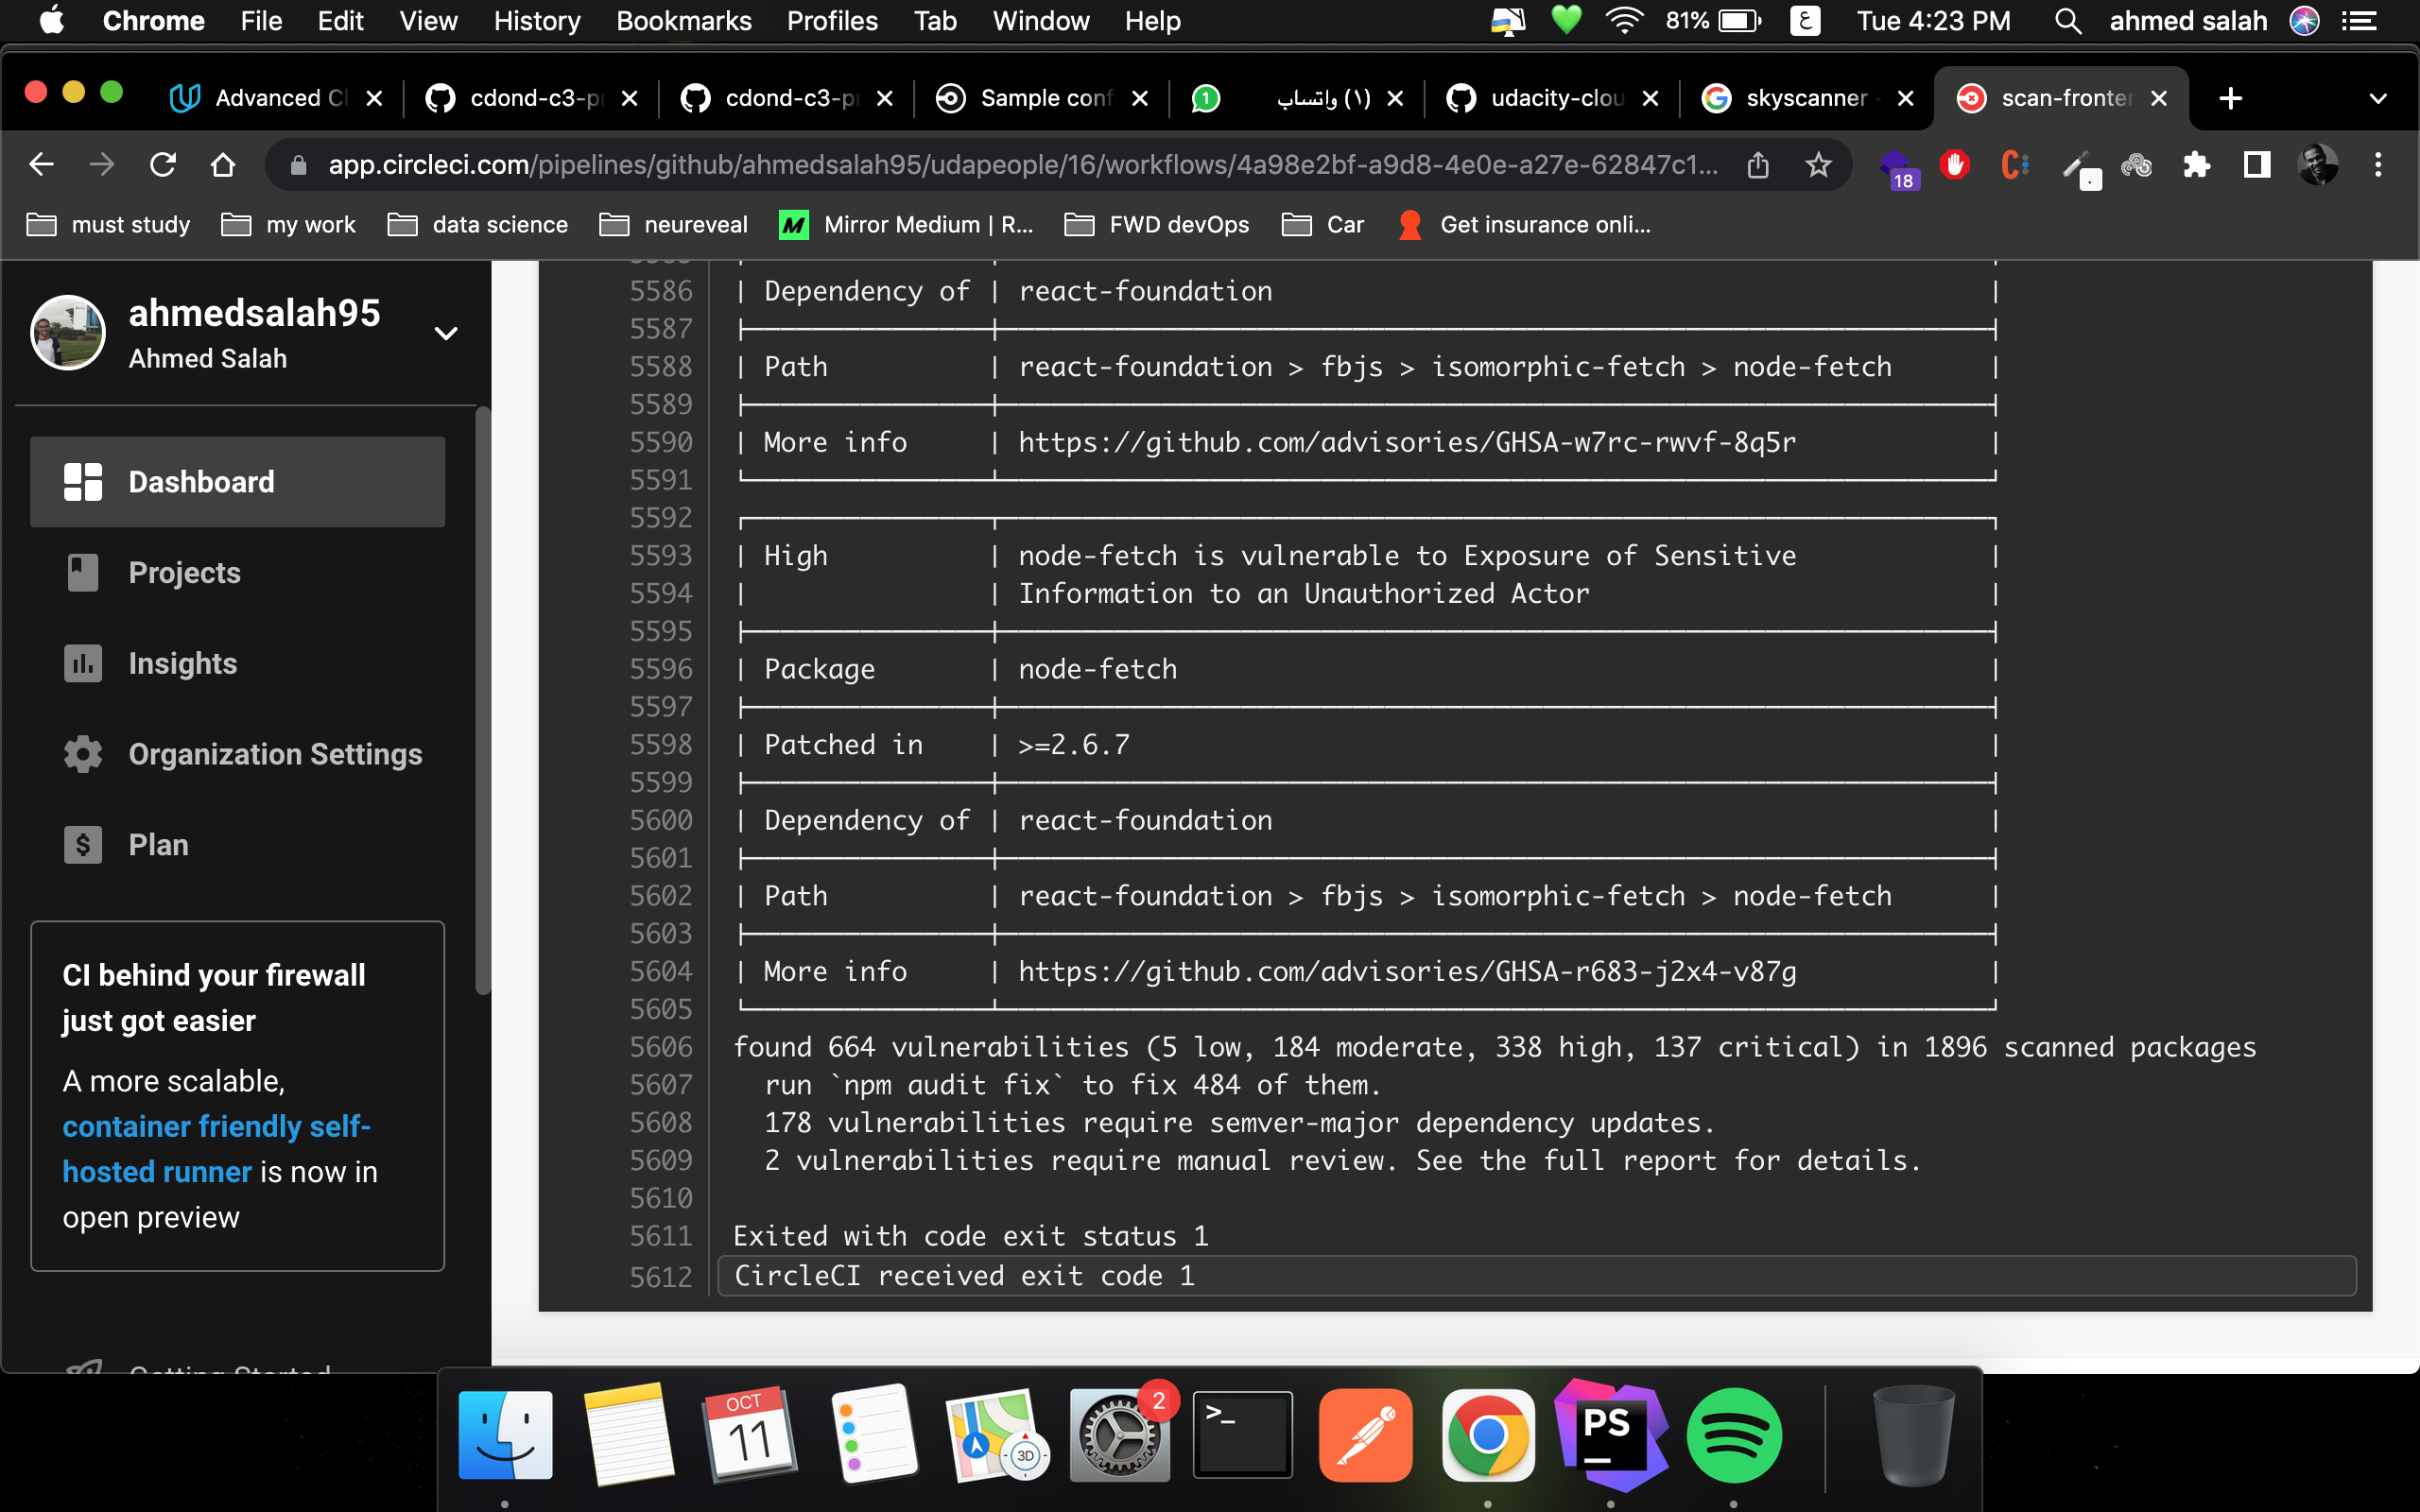 Chrome File Edit View History Bookmarks Profiles Tab Window Help 81% ع Tue 4:23 PM ahmed salah
Advanced Cl cdond-c3-pr cdond-c3-pr Sample conf 1 (١) واتساب udacity-clou skyscanner - scan-fronter
app.circleci.com/pipelines/github/ahmedsalah95/udapeople/16/workflows/4a98e2bf-a9d8-4e0e-a27e-62847c1... 18
must study my work data science neureveal M Mirror Medium | R... FWD devOps Car Get insurance onli...
ahmedsalah95
Ahmed Salah
Dashboard
Projects
Insights
Organization Settings
Plan
CI behind your firewall
just got easier
A more scalable,
container friendly self-
hosted runner is now in
open preview
Getting Started
5586 | Dependency of | react-foundation |
5587
5588 | Path | react-foundation > fbjs > isomorphic-fetch > node-fetch |
5589
5590 | More info | https://github.com/advisories/GHSA-w7rc-rwvf-8q5r |
5591
5592
5593 | High | node-fetch is vulnerable to Exposure of Sensitive |
5594 | | Information to an Unauthorized Actor |
5595
5596 | Package | node-fetch |
5597
5598 | Patched in | >=2.6.7 |
5599
5600 | Dependency of | react-foundation |
5601
5602 | Path | react-foundation > fbjs > isomorphic-fetch > node-fetch |
5603
5604 | More info | https://github.com/advisories/GHSA-r683-j2x4-v87g |
5605
5606 found 664 vulnerabilities (5 low, 184 moderate, 338 high, 137 critical) in 1896 scanned packages
5607 run `npm audit fix` to fix 484 of them.
5608 178 vulnerabilities require semver-major dependency updates.
5609 2 vulnerabilities require manual review. See the full report for details.
5610
5611 Exited with code exit status 1
5612 CircleCI received exit code 1
OCT
11
3D
2
>_
PS